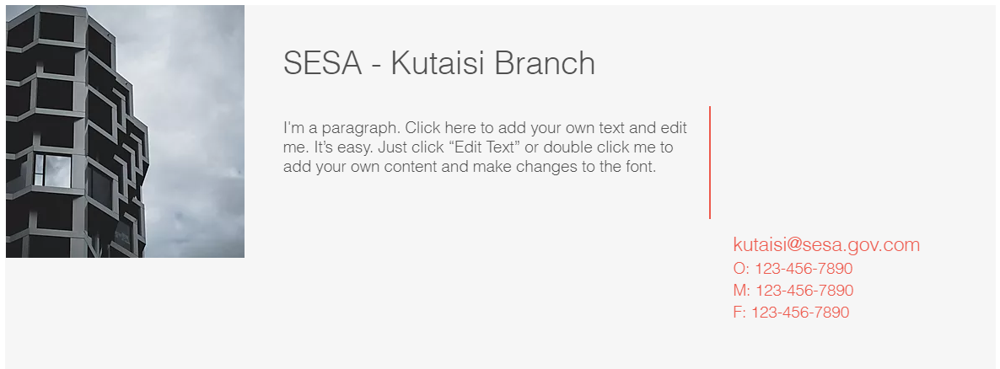 SESA - Kutaisi Branch
I'm a paragraph. Click here to add your own text and edit
me. It’s easy. Just click “Edit Text” or double click me to
add your own content and make changes to the font.
kutaisi@sesa.gov.com
O: 123-456-7890
M: 123-456-7890
F: 123-456-7890